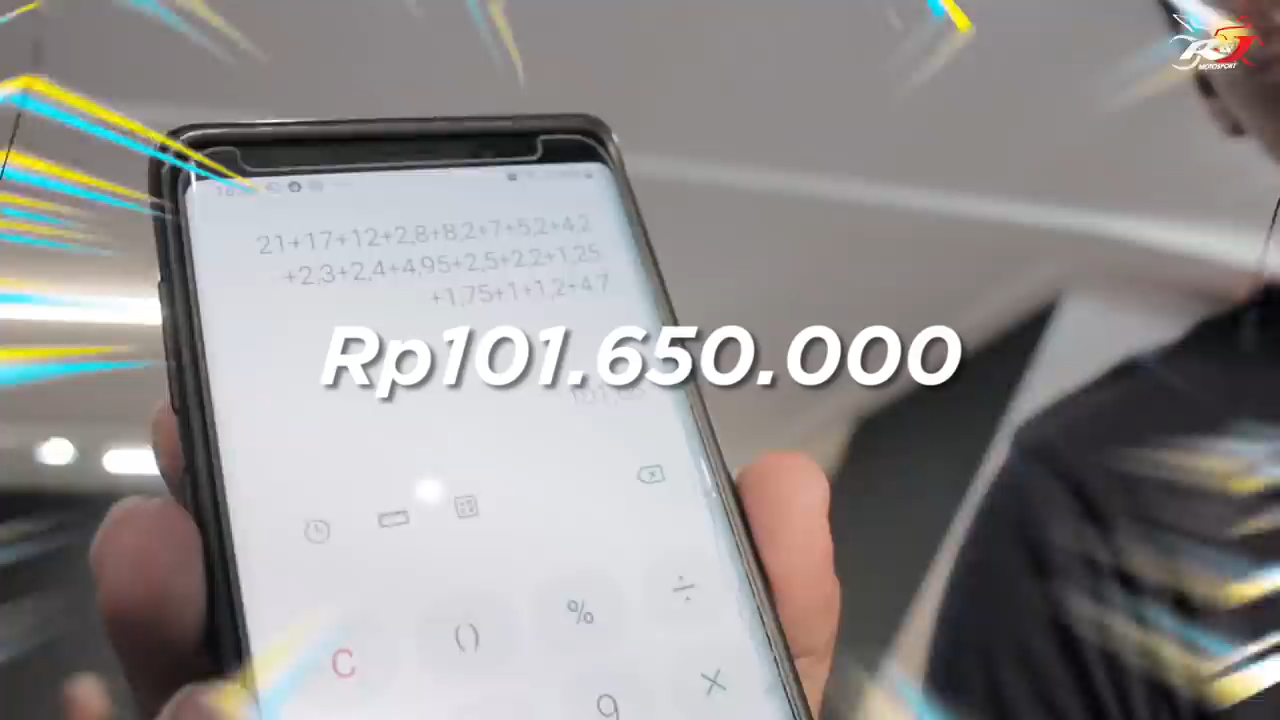 MOTOSPORT
21+17+12+2,8+8,2+7+5,2+4,2
+2,3+2,4+4,95+2,5+2,2+1,25
+1,75+1+1,2+4,7
Rp101.650.000
C
()
%
÷
9
×